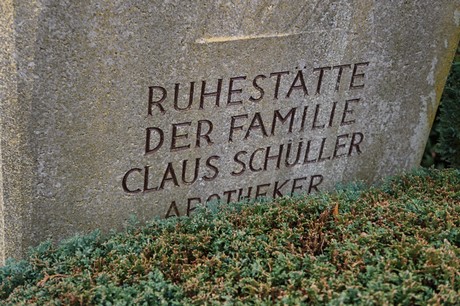 RUHESTÄTTE
DER FAMILIE
CLAUS SCHÜLLER
APOTHEKER